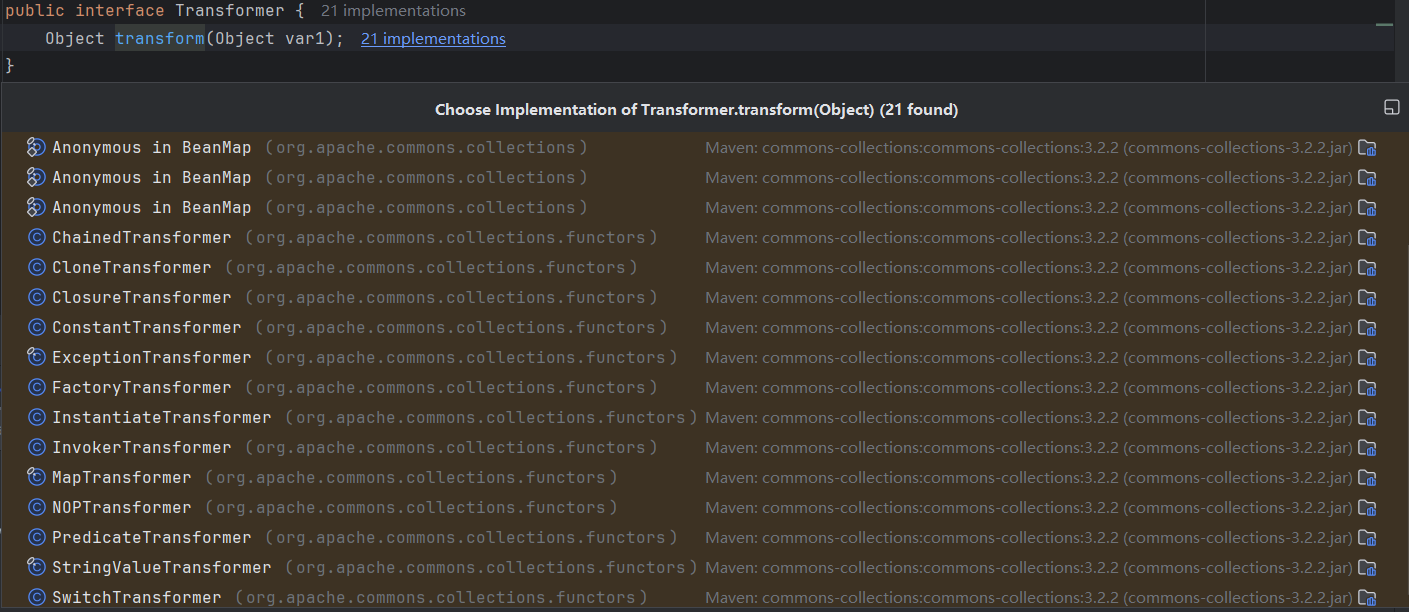 public interface Transformer {  21 implementations
Object transform(Object var1);  21 implementations
}
Choose Implementation of Transformer.transform(Object) (21 found)
Anonymous in BeanMap (org.apache.commons.collections) Maven: commons-collections:commons-collections:3.2.2 (commons-collections-3.2.2.jar)
Anonymous in BeanMap (org.apache.commons.collections) Maven: commons-collections:commons-collections:3.2.2 (commons-collections-3.2.2.jar)
Anonymous in BeanMap (org.apache.commons.collections) Maven: commons-collections:commons-collections:3.2.2 (commons-collections-3.2.2.jar)
ChainedTransformer (org.apache.commons.collections.functors) Maven: commons-collections:commons-collections:3.2.2 (commons-collections-3.2.2.jar)
CloneTransformer (org.apache.commons.collections.functors) Maven: commons-collections:commons-collections:3.2.2 (commons-collections-3.2.2.jar)
ClosureTransformer (org.apache.commons.collections.functors) Maven: commons-collections:commons-collections:3.2.2 (commons-collections-3.2.2.jar)
ConstantTransformer (org.apache.commons.collections.functors) Maven: commons-collections:commons-collections:3.2.2 (commons-collections-3.2.2.jar)
ExceptionTransformer (org.apache.commons.collections.functors) Maven: commons-collections:commons-collections:3.2.2 (commons-collections-3.2.2.jar)
FactoryTransformer (org.apache.commons.collections.functors) Maven: commons-collections:commons-collections:3.2.2 (commons-collections-3.2.2.jar)
InstantiateTransformer (org.apache.commons.collections.functors) Maven: commons-collections:commons-collections:3.2.2 (commons-collections-3.2.2.jar)
InvokerTransformer (org.apache.commons.collections.functors) Maven: commons-collections:commons-collections:3.2.2 (commons-collections-3.2.2.jar)
MapTransformer (org.apache.commons.collections.functors) Maven: commons-collections:commons-collections:3.2.2 (commons-collections-3.2.2.jar)
NOPTransformer (org.apache.commons.collections.functors) Maven: commons-collections:commons-collections:3.2.2 (commons-collections-3.2.2.jar)
PredicateTransformer (org.apache.commons.collections.functors) Maven: commons-collections:commons-collections:3.2.2 (commons-collections-3.2.2.jar)
StringValueTransformer (org.apache.commons.collections.functors) Maven: commons-collections:commons-collections:3.2.2 (commons-collections-3.2.2.jar)
SwitchTransformer (org.apache.commons.collections.functors) Maven: commons-collections:commons-collections:3.2.2 (commons-collections-3.2.2.jar)